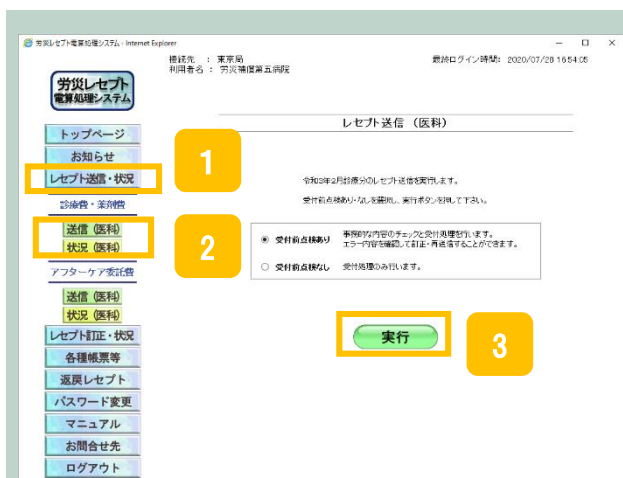 労災レセプト電算処理システム - Internet Explorer
接続先 : 東京局
利用者名 : 労災補償第五病院
最終ログイン時間: 2020/07/28 16:54:05
労災レセプト
電算処理システム
レセプト送信 (医科)
トップページ
お知らせ
レセプト送信・状況
1
令和3年2月診療分のレセプト送信を実行します。
受付前点検あり・なしを選択し、実行ボタンを押して下さい。
診療費・薬剤費
送信 (医科)
状況 (医科)
2
受付前点検あり
事務的な内容のチェックと受付処理を行います。
エラー内容を確認して訂正・再送信することができます。
受付前点検なし
受付処理のみ行います。
アフターケア委託費
送信 (医科)
状況 (医科)
実行
3
レセプト訂正・状況
各種帳票等
返戻レセプト
パスワード変更
マニュアル
お問合せ先
ログアウト